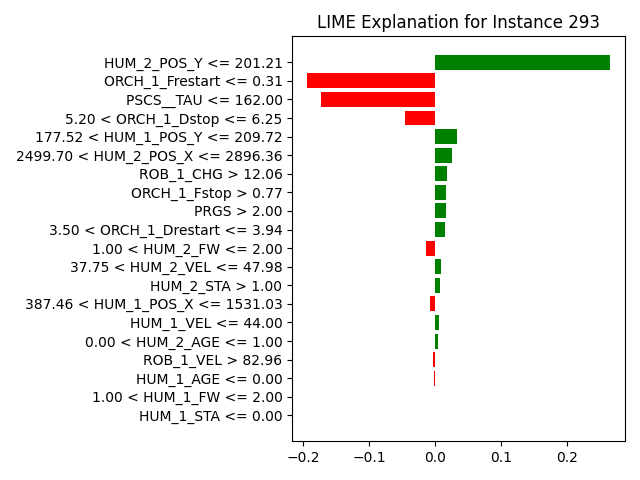 LIME Explanation for Instance 293
HUM_2_POS_Y <= 201.21
ORCH_1_Frestart <= 0.31
PSCS__TAU <= 162.00
5.20 < ORCH_1_Dstop <= 6.25
177.52 < HUM_1_POS_Y <= 209.72
2499.70 < HUM_2_POS_X <= 2896.36
ROB_1_CHG > 12.06
ORCH_1_Fstop > 0.77
PRGS > 2.00
3.50 < ORCH_1_Drestart <= 3.94
1.00 < HUM_2_FW <= 2.00
37.75 < HUM_2_VEL <= 47.98
HUM_2_STA > 1.00
387.46 < HUM_1_POS_X <= 1531.03
HUM_1_VEL <= 44.00
0.00 < HUM_2_AGE <= 1.00
ROB_1_VEL > 82.96
HUM_1_AGE <= 0.00
1.00 < HUM_1_FW <= 2.00
HUM_1_STA <= 0.00
−0.2 −0.1 0.0 0.1 0.2